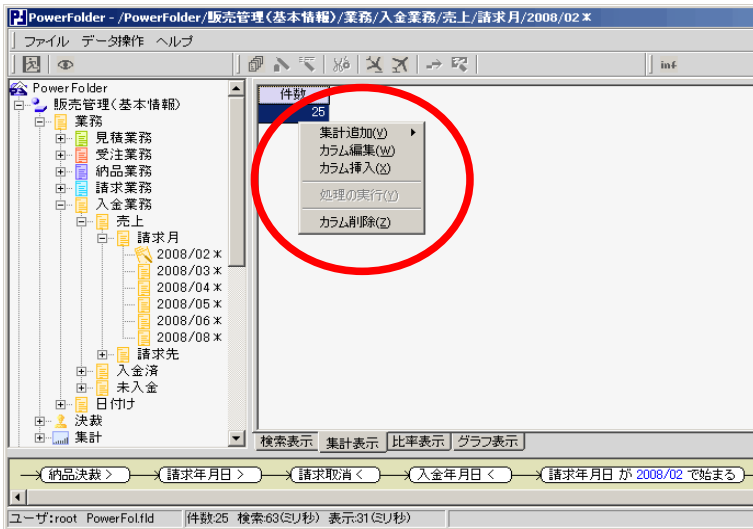 PowerFolder - /PowerFolder/販売管理(基本情報)/業務/入金業務/売上/請求月/2008/02*
ファイル データ操作 ヘルプ
inf
PowerFolder
販売管理(基本情報)
業務
見積業務
受注業務
納品業務
請求業務
入金業務
売上
請求月
2008/02*
2008/03*
2008/04*
2008/05*
2008/06*
2008/08*
請求先
入金済
未入金
日付け
決裁
集計
件数
25
集計追加(V)
カラム編集(W)
カラム挿入(X)
処理の実行(Y)
カラム削除(Z)
検索表示 集計表示 比率表示 グラフ表示
納品決裁 > 請求年月日 > 請求取消 < 入金年月日 < 請求年月日 が 2008/02 で始まる
ユーザ:root PowerFol.fld 件数:25 検索:63(ミリ秒) 表示:31(ミリ秒)